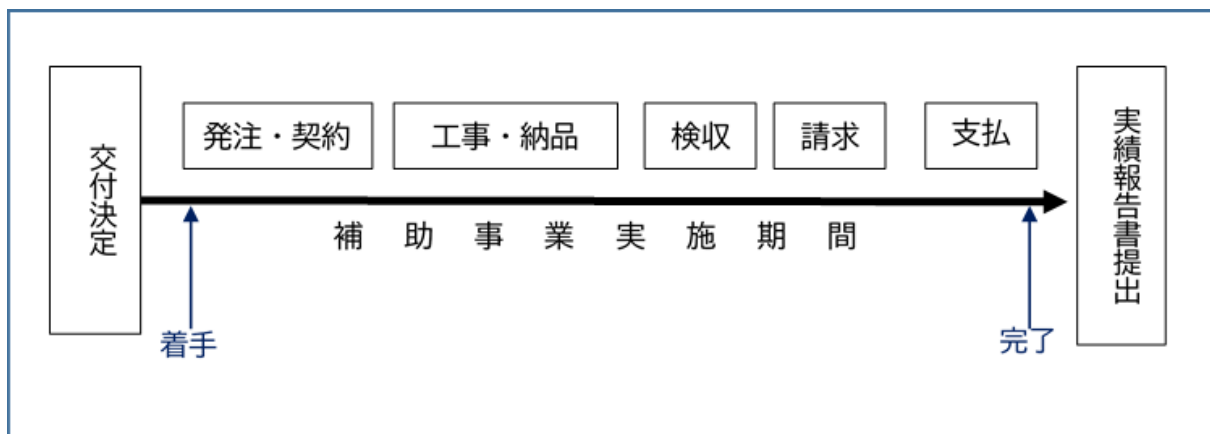 交付決定
発注・契約
工事・納品
検収
請求
支払
補助事業実施期間
着手
完了
実績報告書提出